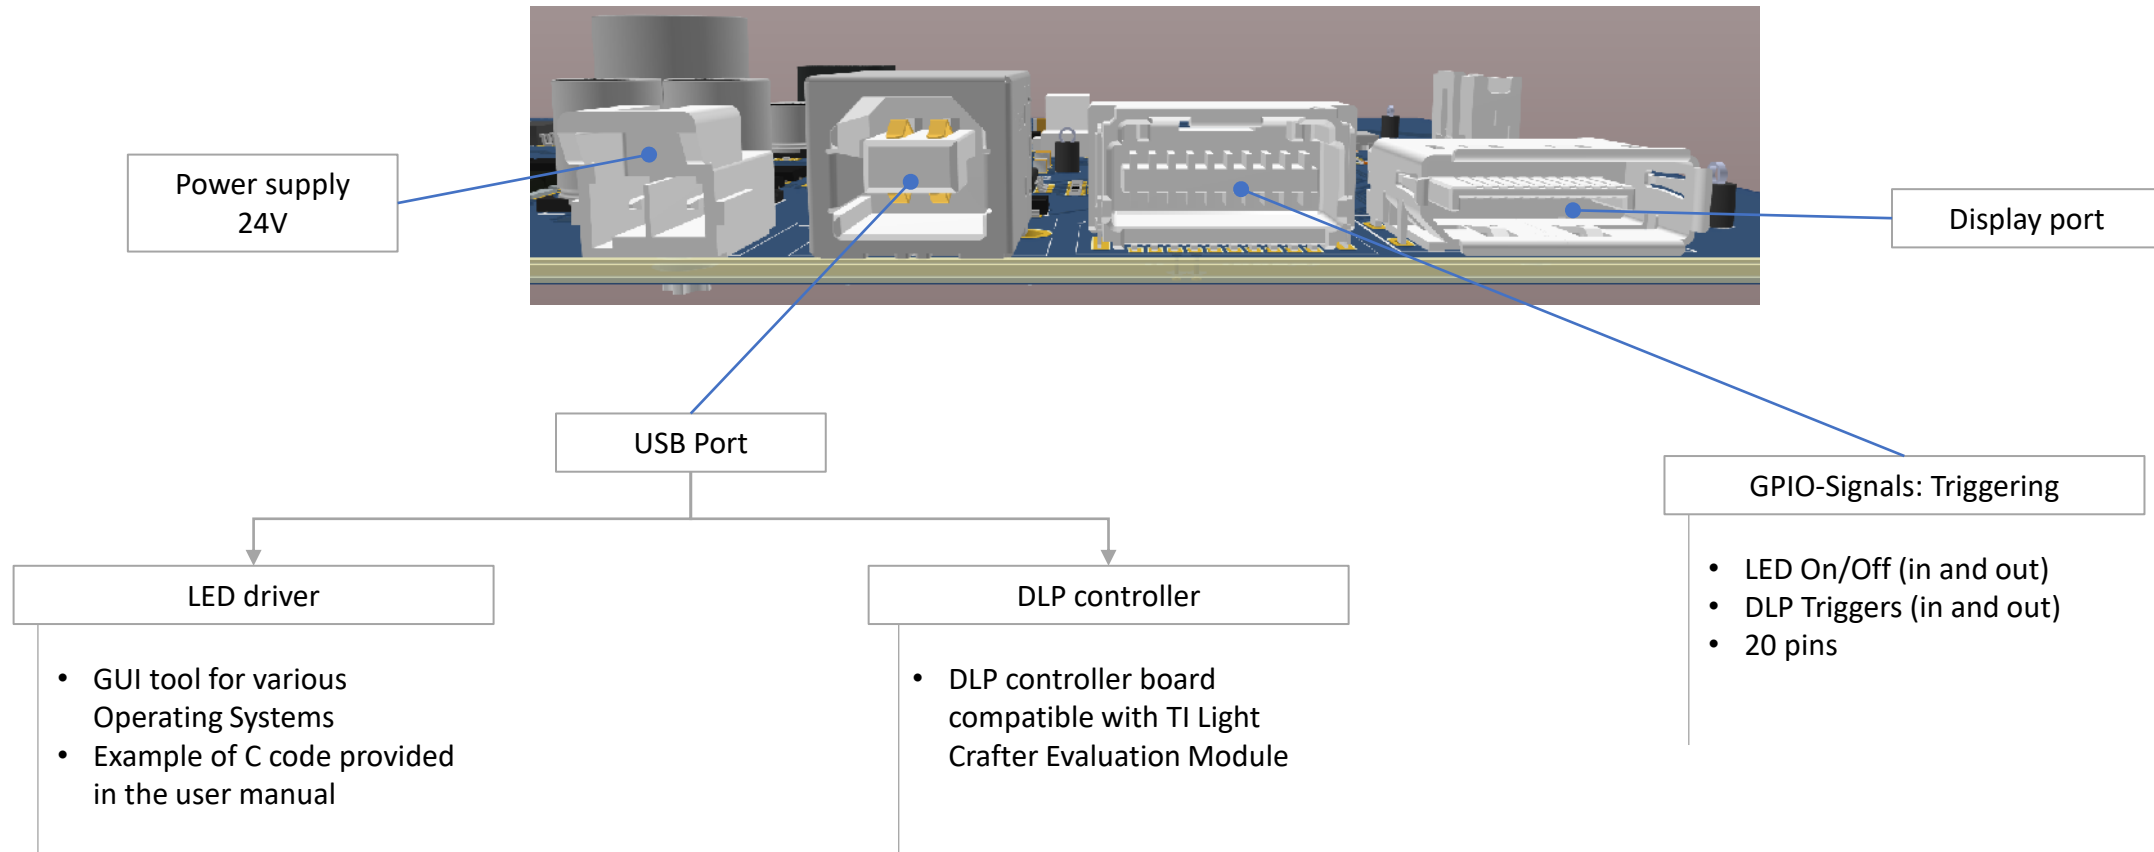 Power supply
24V
Display port
USB Port
GPIO-Signals: Triggering
• LED On/Off (in and out)
• DLP Triggers (in and out)
• 20 pins
LED driver
• GUI tool for various
Operating Systems
• Example of C code provided
in the user manual
DLP controller
• DLP controller board
compatible with TI Light
Crafter Evaluation Module